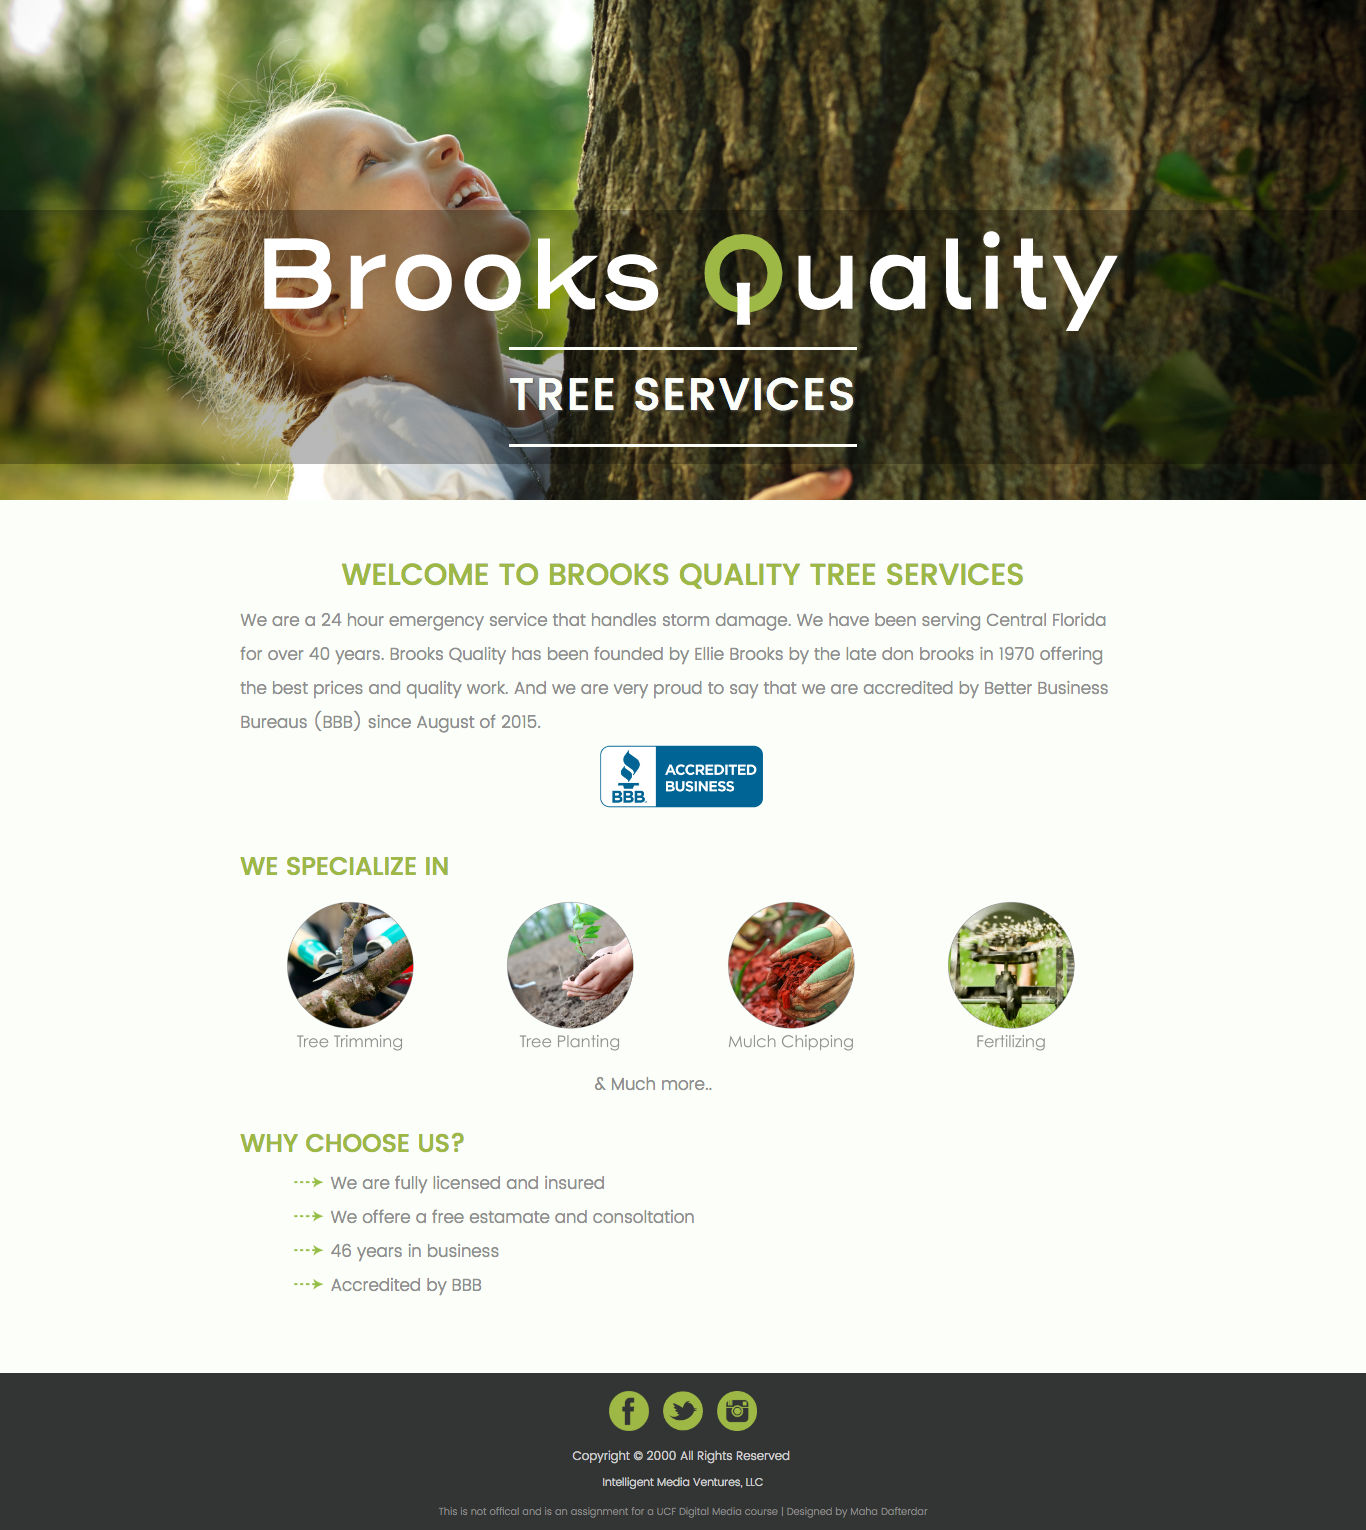 Brooks Quality
TREE SERVICES
WELCOME TO BROOKS QUALITY TREE SERVICES
We are a 24 hour emergency service that handles storm damage. We have been serving Central Florida
for over 40 years. Brooks Quality has been founded by Ellie Brooks by the late don brooks in 1970 offering
the best prices and quality work. And we are very proud to say that we are accredited by Better Business
Bureaus (BBB) since August of 2015.
BBB.
ACCREDITED
BUSINESS
WE SPECIALIZE IN
Tree Trimming
Tree Planting
Mulch Chipping
Fertilizing
& Much more..
WHY CHOOSE US?
We are fully licensed and insured
We offere a free estamate and consoltation
46 years in business
Accredited by BBB
Copyright © 2000 All Rights Reserved
Intelligent Media Ventures, LLC
This is not offical and is an assignment for a UCF Digital Media course | Designed by Maha Dafterdar